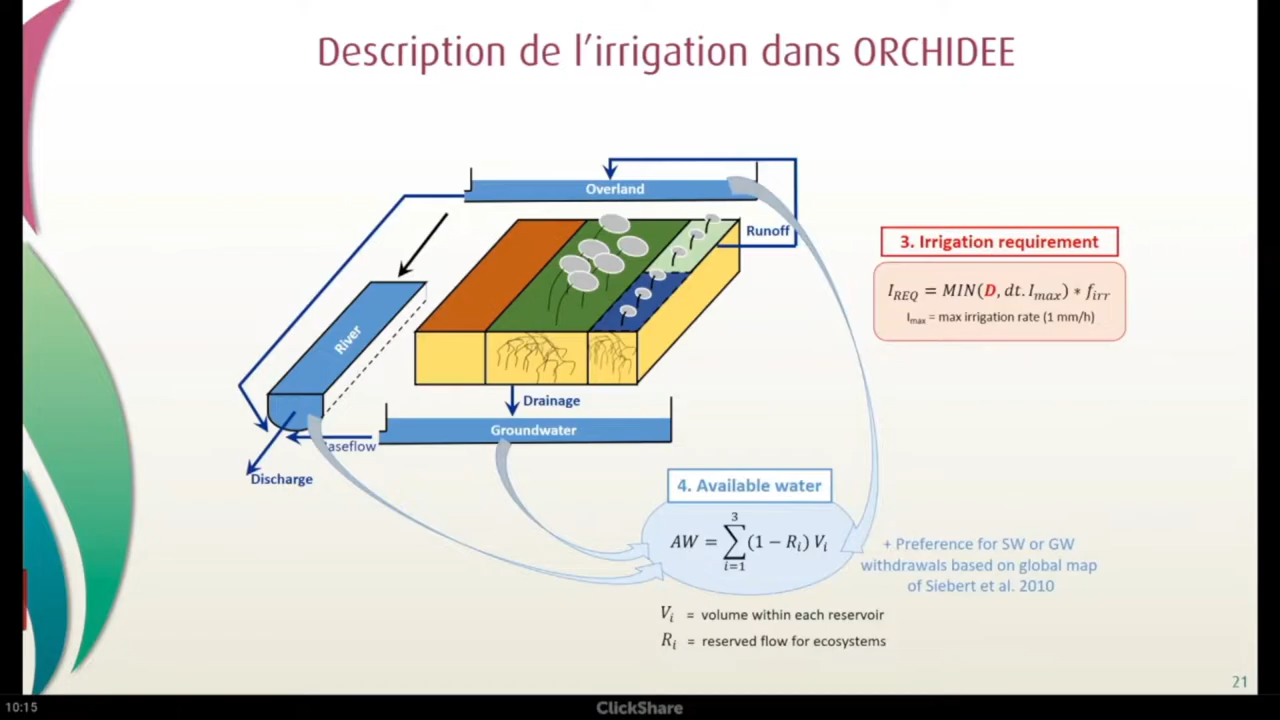 Description de l'irrigation dans ORCHIDEE
Overland
Runoff
3. Irrigation requirement
I_REQ = MIN(D, dt. I_max) * f_irr
I_max = max irrigation rate (1 mm/h)
River
Drainage
Groundwater
Baseflow
Discharge
4. Available water
AW = ∑_{i=1}^{3} (1 − R_i) V_i
+ Preference for SW or GW
withdrawals based on global map
of Siebert et al. 2010
V_i = volume within each reservoir
R_i = reserved flow for ecosystems
21
10:15
ClickShare